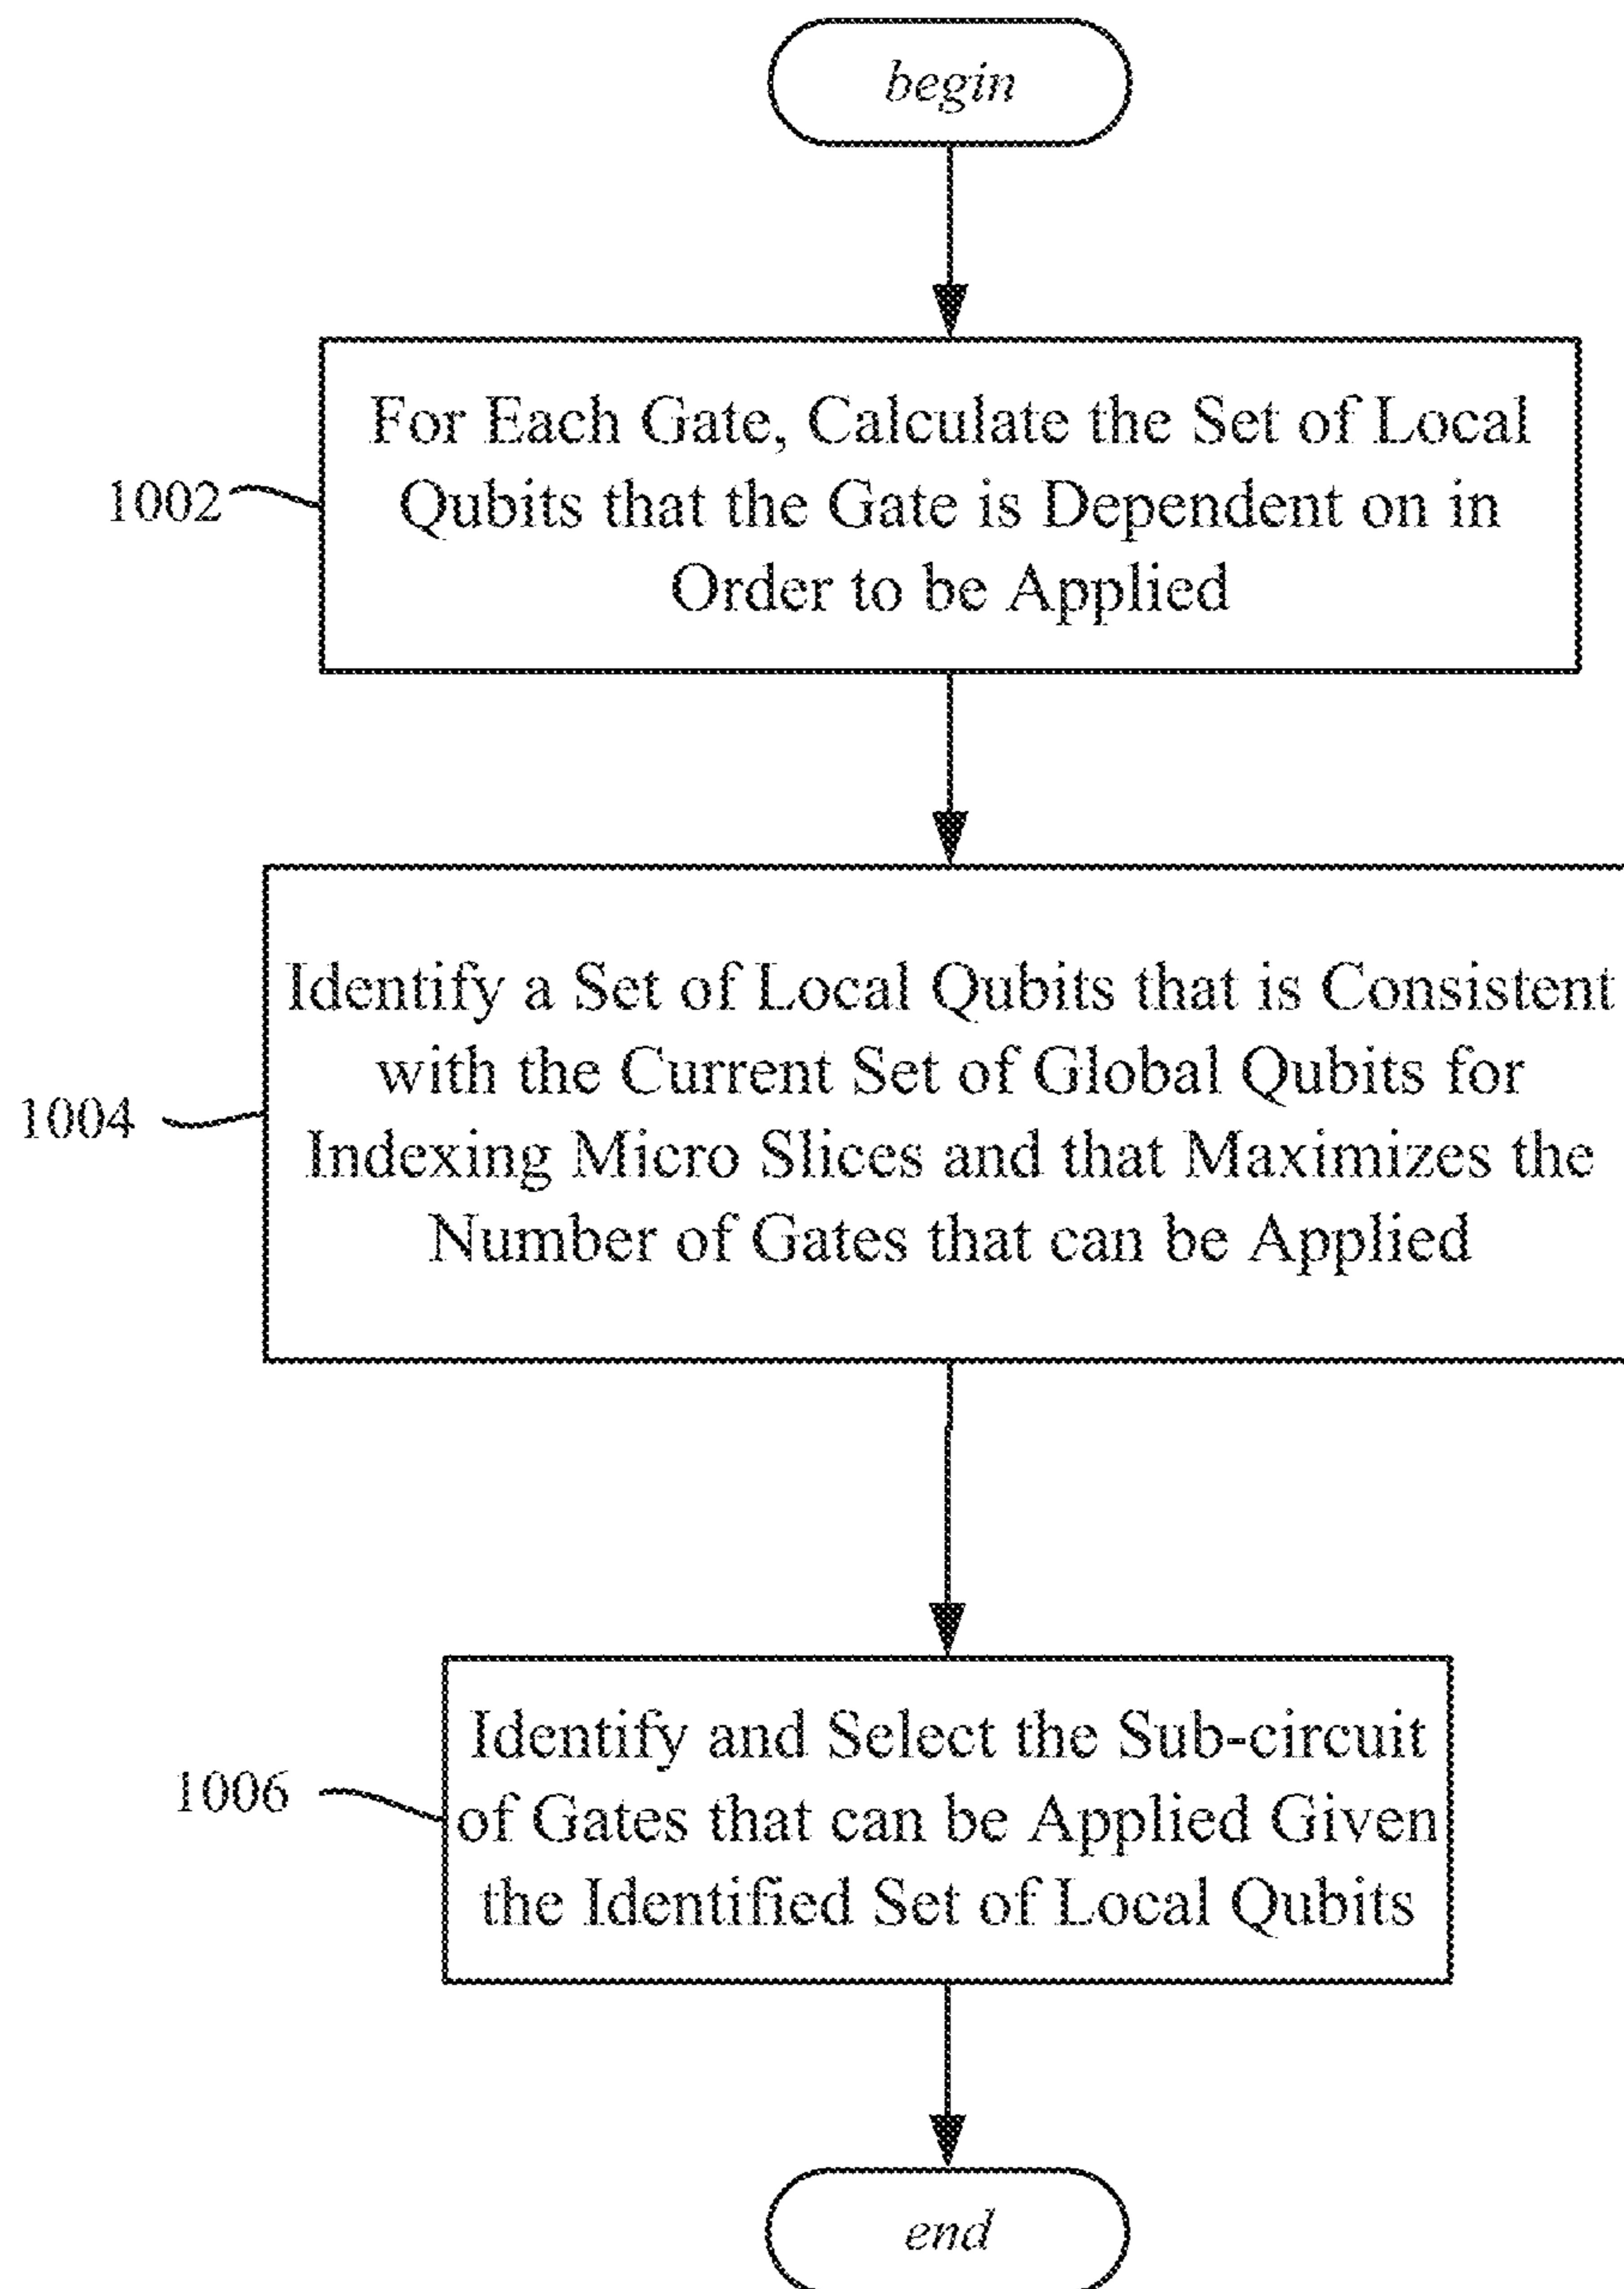 begin
For Each Gate, Calculate the Set of Local
Qubits that the Gate is Dependent on in
Order to be Applied
1002
Identify a Set of Local Qubits that is Consistent
with the Current Set of Global Qubits for
Indexing Micro Slices and that Maximizes the
Number of Gates that can be Applied
1004
Identify and Select the Sub-circuit
of Gates that can be Applied Given
the Identified Set of Local Qubits
1006
end